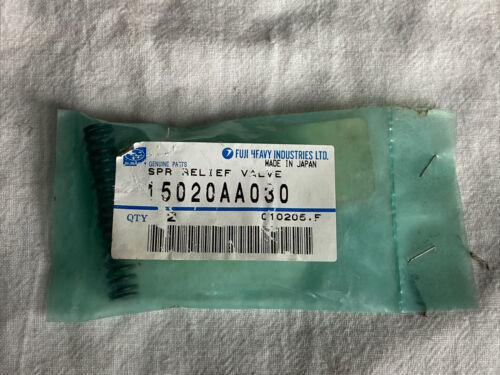 FUJI HEAVY INDUSTRIES LTD.
GENUINE PARTS MADE IN JAPAN
SPR RELIEF VALVE
15020AA030
QTY 2 010205.F